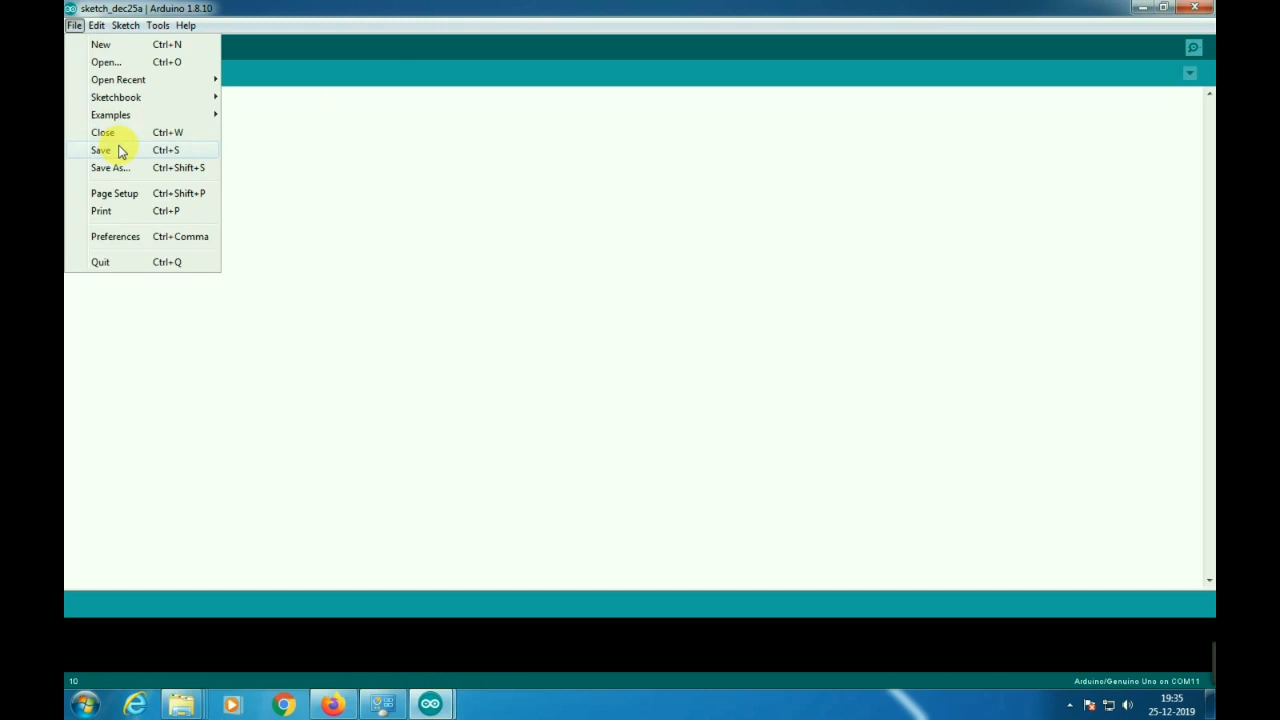 sketch_dec25a | Arduino 1.8.10
File Edit Sketch Tools Help
New Ctrl+N
Open... Ctrl+O
Open Recent
Sketchbook
Examples
Close Ctrl+W
Save Ctrl+S
Save As... Ctrl+Shift+S
Page Setup Ctrl+Shift+P
Print Ctrl+P
Preferences Ctrl+Comma
Quit Ctrl+Q
10 Arduino/Genuino Uno on COM11
19:35
25-12-2019